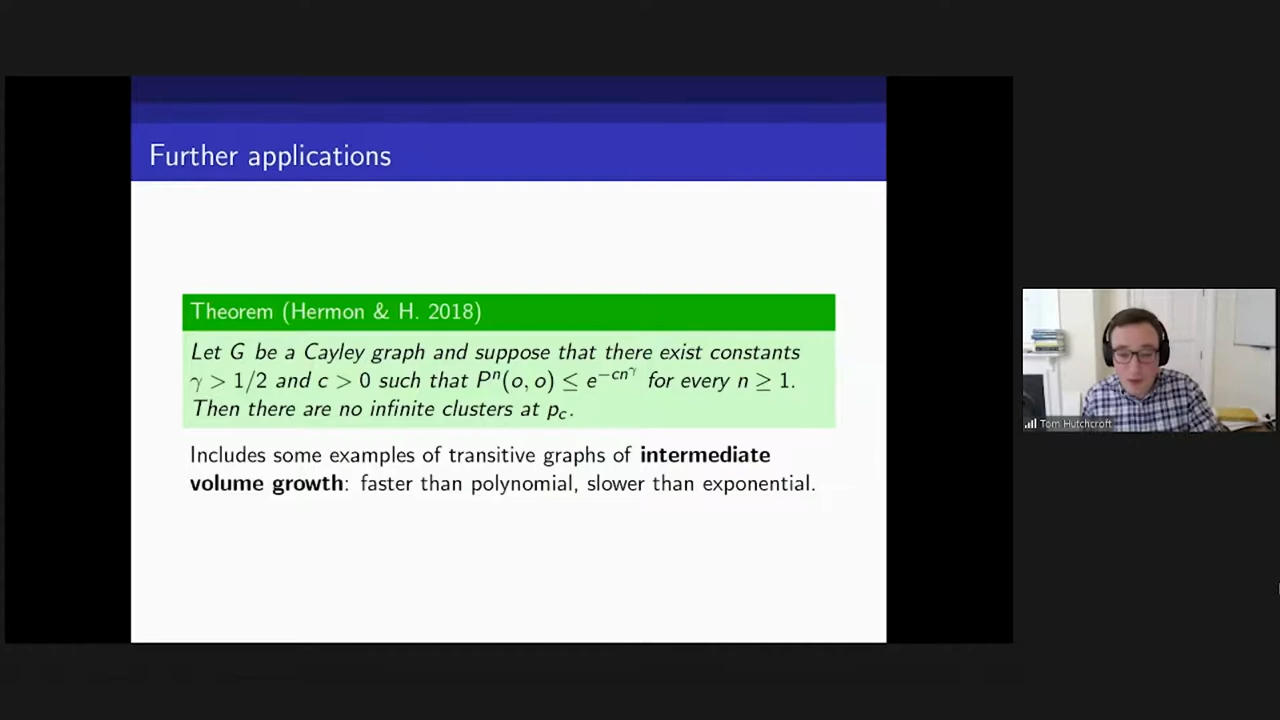 Further applications
Theorem (Hermon & H. 2018)
Let G be a Cayley graph and suppose that there exist constants
γ > 1/2 and c > 0 such that Pⁿ(o, o) ≤ e^{−cn^γ} for every n ≥ 1.
Then there are no infinite clusters at p_c.
Includes some examples of transitive graphs of intermediate
volume growth: faster than polynomial, slower than exponential.
Tom Hutchcroft